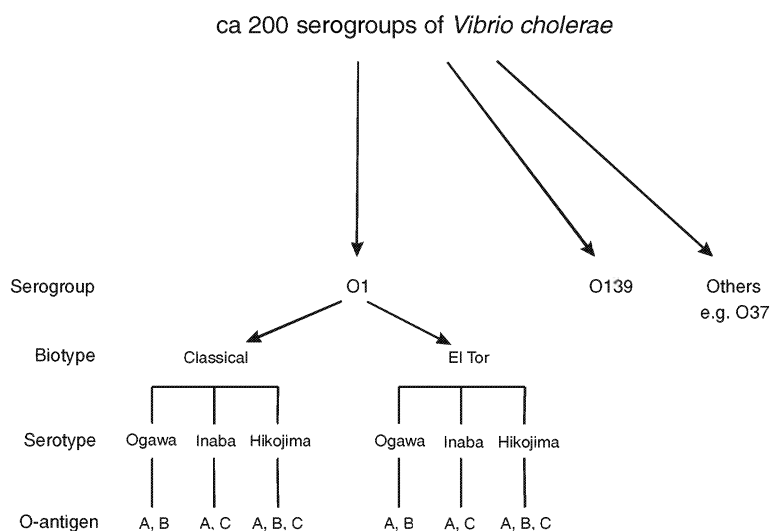 ca 200 serogroups of Vibrio cholerae
Serogroup O1 O139 Others
e.g. O37
Biotype Classical El Tor
Serotype Ogawa Inaba Hikojima Ogawa Inaba Hikojima
O-antigen A, B A, C A, B, C A, B A, C A, B, C